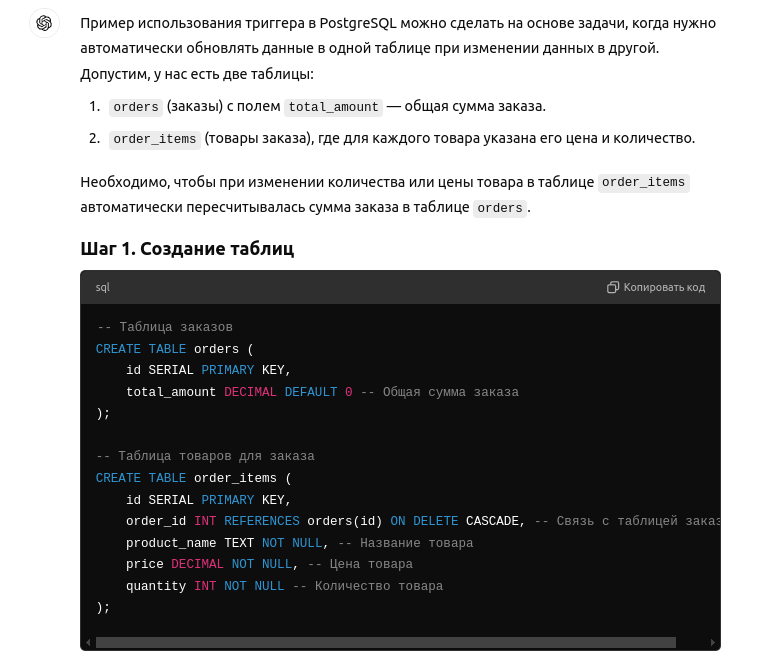 Пример использования триггера в PostgreSQL можно сделать на основе задачи, когда нужно
автоматически обновлять данные в одной таблице при изменении данных в другой.
Допустим, у нас есть две таблицы:
1. orders (заказы) с полем total_amount — общая сумма заказа.
2. order_items (товары заказа), где для каждого товара указана его цена и количество.
Необходимо, чтобы при изменении количества или цены товара в таблице order_items
автоматически пересчитывалась сумма заказа в таблице orders.
Шаг 1. Создание таблиц
sql
Копировать код
-- Таблица заказов
CREATE TABLE orders (
    id SERIAL PRIMARY KEY,
    total_amount DECIMAL DEFAULT 0 -- Общая сумма заказа
);
-- Таблица товаров для заказа
CREATE TABLE order_items (
    id SERIAL PRIMARY KEY,
    order_id INT REFERENCES orders(id) ON DELETE CASCADE, -- Связь с таблицей
    product_name TEXT NOT NULL, -- Название товара
    price DECIMAL NOT NULL, -- Цена товара
    quantity INT NOT NULL -- Количество товара
);